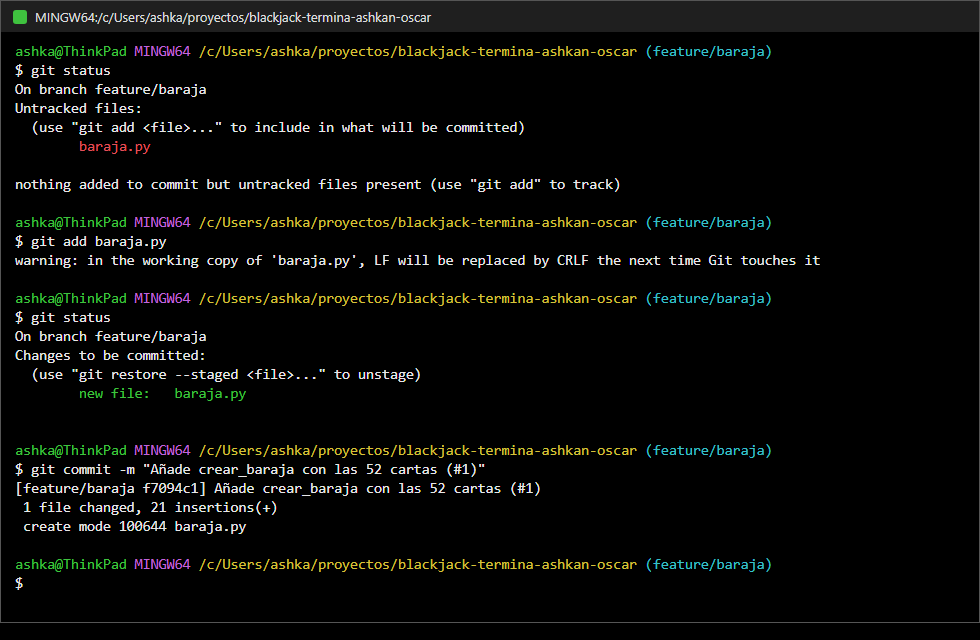 MINGW64:/c/Users/ashka/proyectos/blackjack-termina-ashkan-oscar
ashka@ThinkPad MINGW64 /c/Users/ashka/proyectos/blackjack-termina-ashkan-oscar (feature/baraja)
$ git status
On branch feature/baraja
Untracked files:
  (use "git add <file>..." to include in what will be committed)
        baraja.py

nothing added to commit but untracked files present (use "git add" to track)

ashka@ThinkPad MINGW64 /c/Users/ashka/proyectos/blackjack-termina-ashkan-oscar (feature/baraja)
$ git add baraja.py
warning: in the working copy of 'baraja.py', LF will be replaced by CRLF the next time Git touches it

ashka@ThinkPad MINGW64 /c/Users/ashka/proyectos/blackjack-termina-ashkan-oscar (feature/baraja)
$ git status
On branch feature/baraja
Changes to be committed:
  (use "git restore --staged <file>..." to unstage)
        new file:   baraja.py


ashka@ThinkPad MINGW64 /c/Users/ashka/proyectos/blackjack-termina-ashkan-oscar (feature/baraja)
$ git commit -m "Añade crear_baraja con las 52 cartas (#1)"
[feature/baraja f7094c1] Añade crear_baraja con las 52 cartas (#1)
 1 file changed, 21 insertions(+)
 create mode 100644 baraja.py

ashka@ThinkPad MINGW64 /c/Users/ashka/proyectos/blackjack-termina-ashkan-oscar (feature/baraja)
$